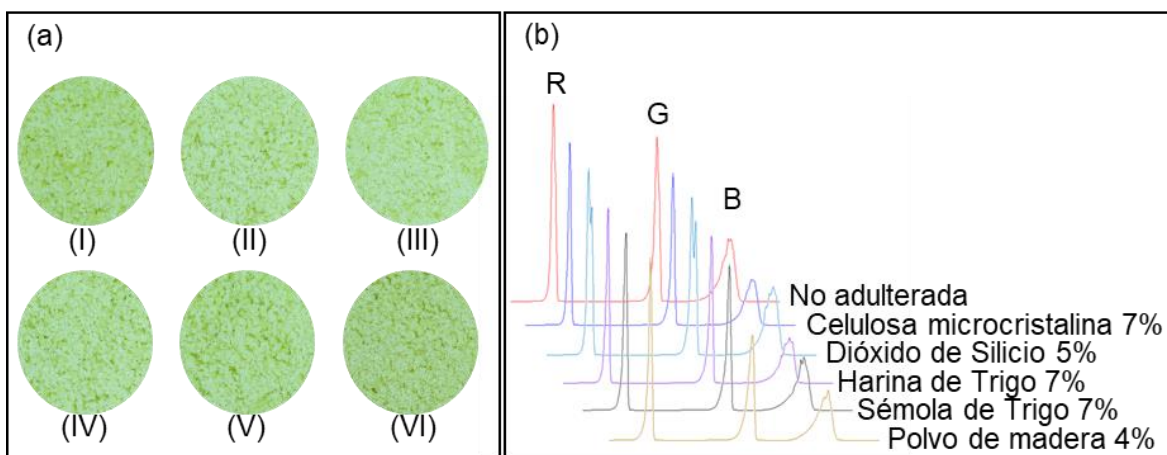 (a)
(I)
(II)
(III)
(IV)
(V)
(VI)
(b)
R
G
B
No adulterada
Celulosa microcristalina 7%
Dióxido de Silicio 5%
Harina de Trigo 7%
Sémola de Trigo 7%
Polvo de madera 4%